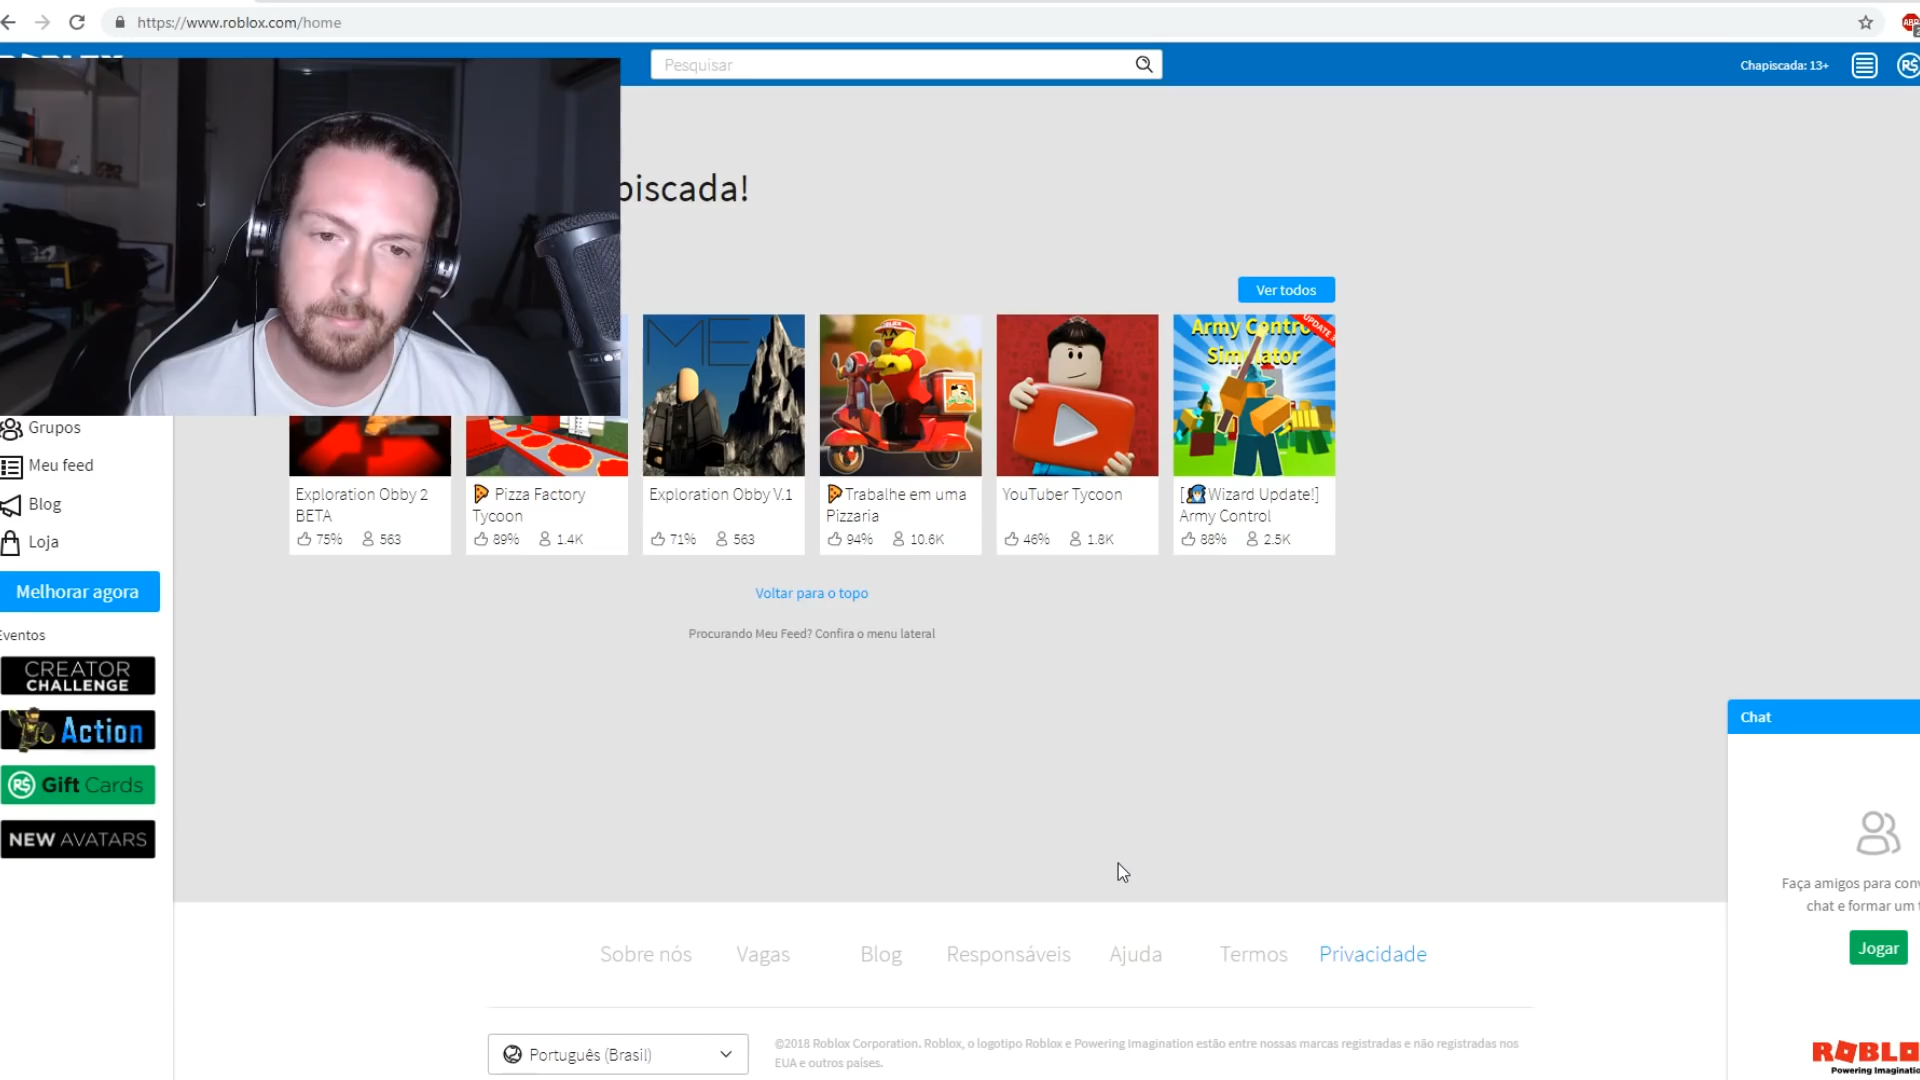 https://www.roblox.com/home
Pesquisar
Chapiscada: 13+
piscada!
Ver todos
ME
Army Control
Simulator
UPDATE
Grupos
Meu feed
Blog
Loja
Melhorar agora
Eventos
CREATOR
CHALLENGE
Action
R$ Gift Cards
NEW AVATARS
Exploration Obby 2
BETA
75% 563
Pizza Factory
Tycoon
89% 1.4K
Exploration Obby V.1
71% 563
Trabalhe em uma
Pizzaria
94% 10.6K
YouTuber Tycoon
46% 1.8K
[Wizard Update!]
Army Control
88% 2.5K
Voltar para o topo
Procurando Meu Feed? Confira o menu lateral
Chat
Faça amigos para conv
chat e formar um
Jogar
Sobre nós Vagas Blog Responsáveis Ajuda Termos Privacidade
Português (Brasil)
©2018 Roblox Corporation. Roblox, o logotipo Roblox e Powering Imagination estão entre nossas marcas registradas e não registradas nos
EUA e outros países.
ROBLO
Powering Imaginatio